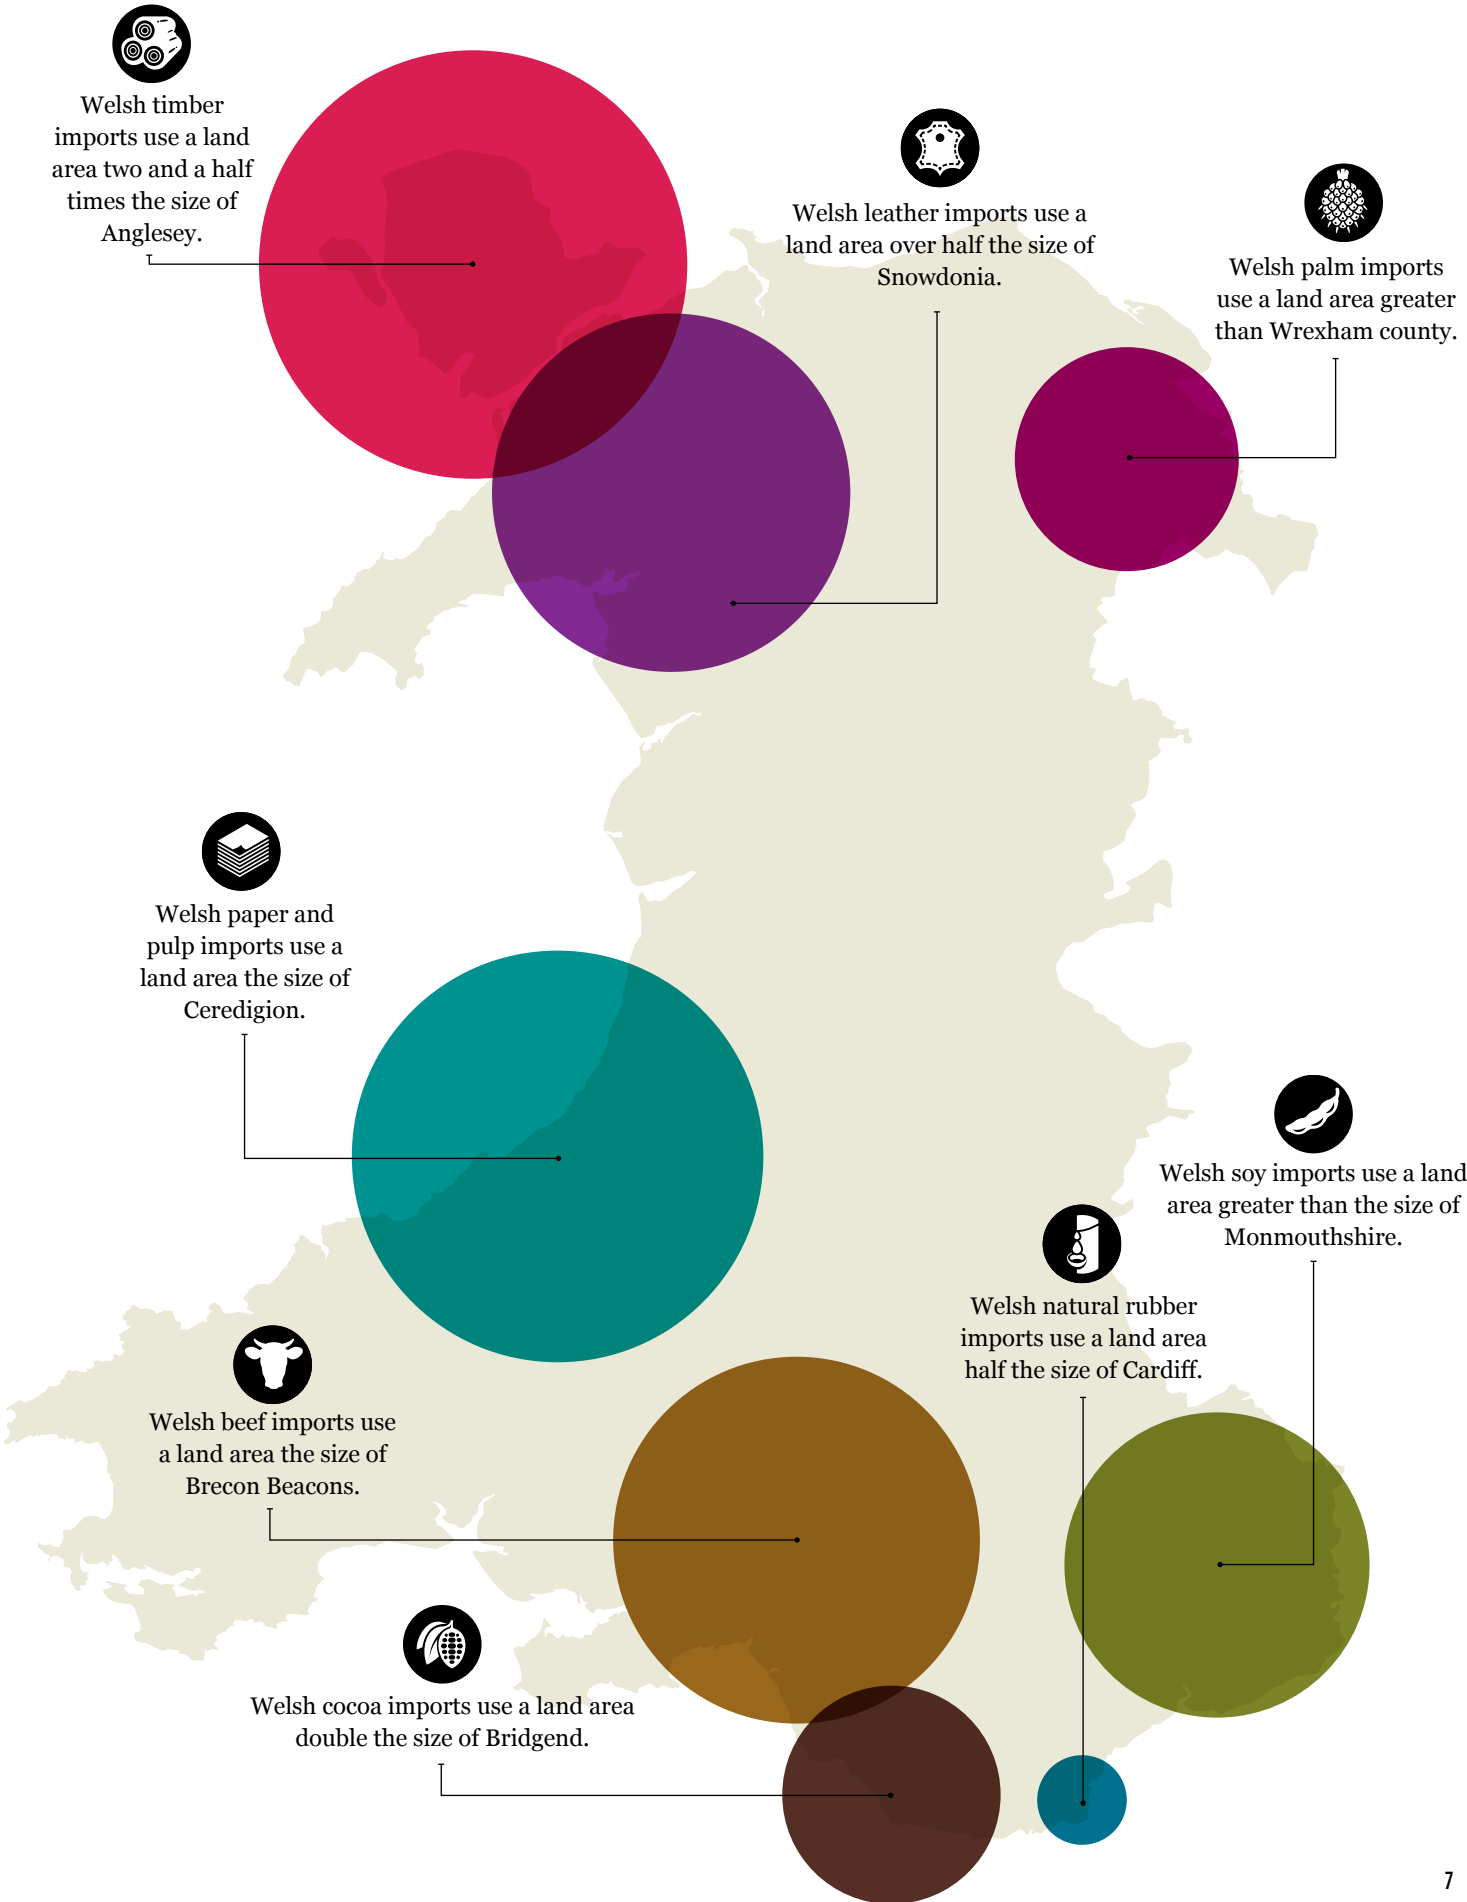 Welsh timber
imports use a land
area two and a half
times the size of
Anglesey.
Welsh leather imports use a
land area over half the size of
Snowdonia.
Welsh palm imports
use a land area greater
than Wrexham county.
Welsh paper and
pulp imports use a
land area the size of
Ceredigion.
Welsh soy imports use a land
area greater than the size of
Monmouthshire.
Welsh natural rubber
imports use a land area
half the size of Cardiff.
Welsh beef imports use
a land area the size of
Brecon Beacons.
Welsh cocoa imports use a land area
double the size of Bridgend.
7